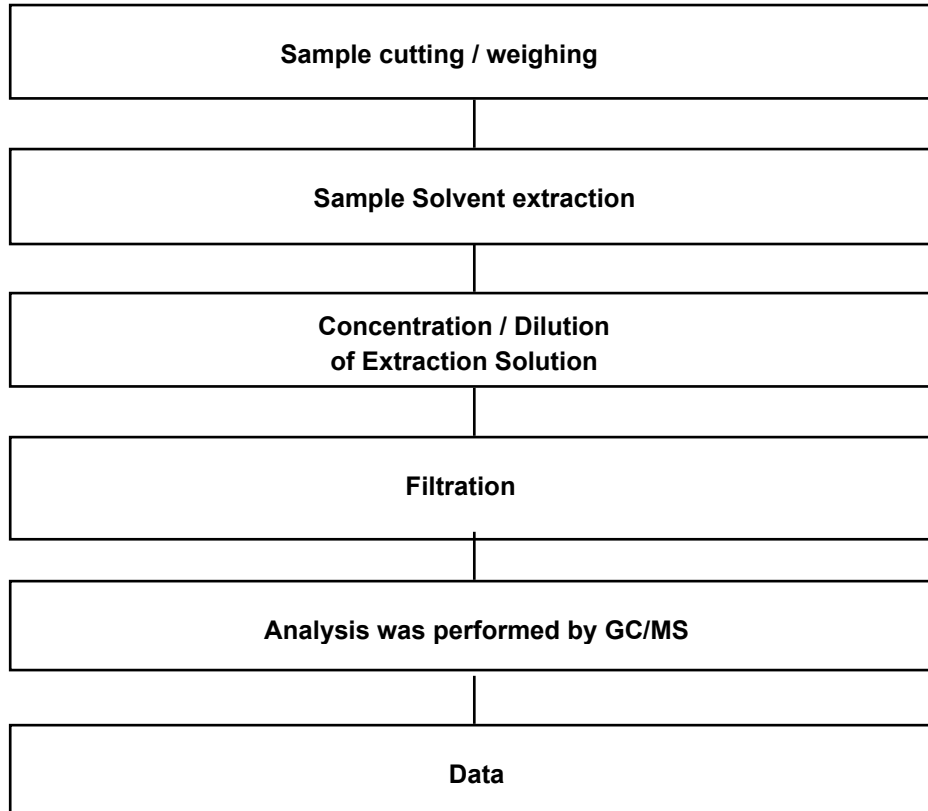 Sample cutting / weighing
Sample Solvent extraction
Concentration / Dilution
of Extraction Solution
Filtration
Analysis was performed by GC/MS
Data